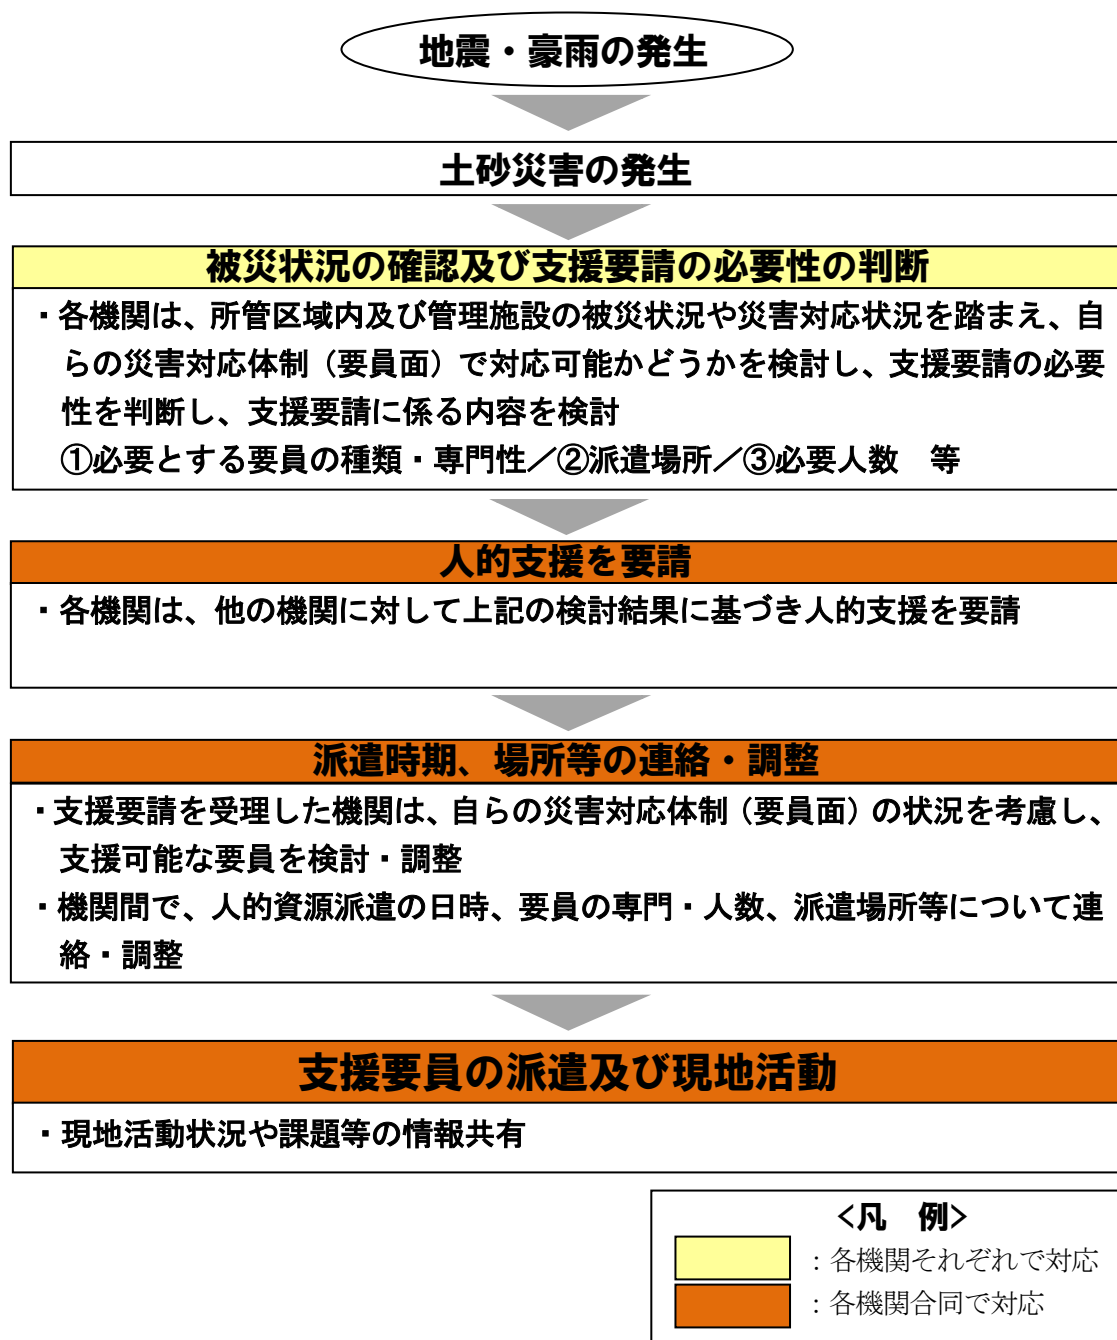 地震・豪雨の発生
土砂災害の発生
被災状況の確認及び支援要請の必要性の判断
・各機関は、所管区域内及び管理施設の被災状況や災害対応状況を踏まえ、自
らの災害対応体制（要員面）で対応可能かどうかを検討し、支援要請の必要
性を判断し、支援要請に係る内容を検討
①必要とする要員の種類・専門性／②派遣場所／③必要人数　等
人的支援を要請
・各機関は、他の機関に対して上記の検討結果に基づき人的支援を要請
派遣時期、場所等の連絡・調整
・支援要請を受理した機関は、自らの災害対応体制（要員面）の状況を考慮し、
支援可能な要員を検討・調整
・機関間で、人的資源派遣の日時、要員の専門・人数、派遣場所等について連
絡・調整
支援要員の派遣及び現地活動
・現地活動状況や課題等の情報共有
<凡　例>
：各機関それぞれで対応
：各機関合同で対応